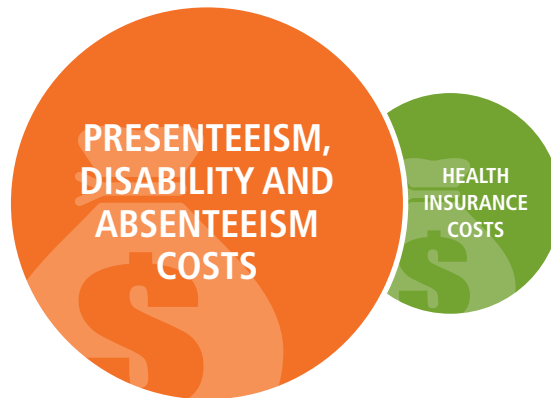 PRESENTEEISM,
DISABILITY AND
ABSENTEEISM
COSTS
$
HEALTH
INSURANCE
COSTS
$